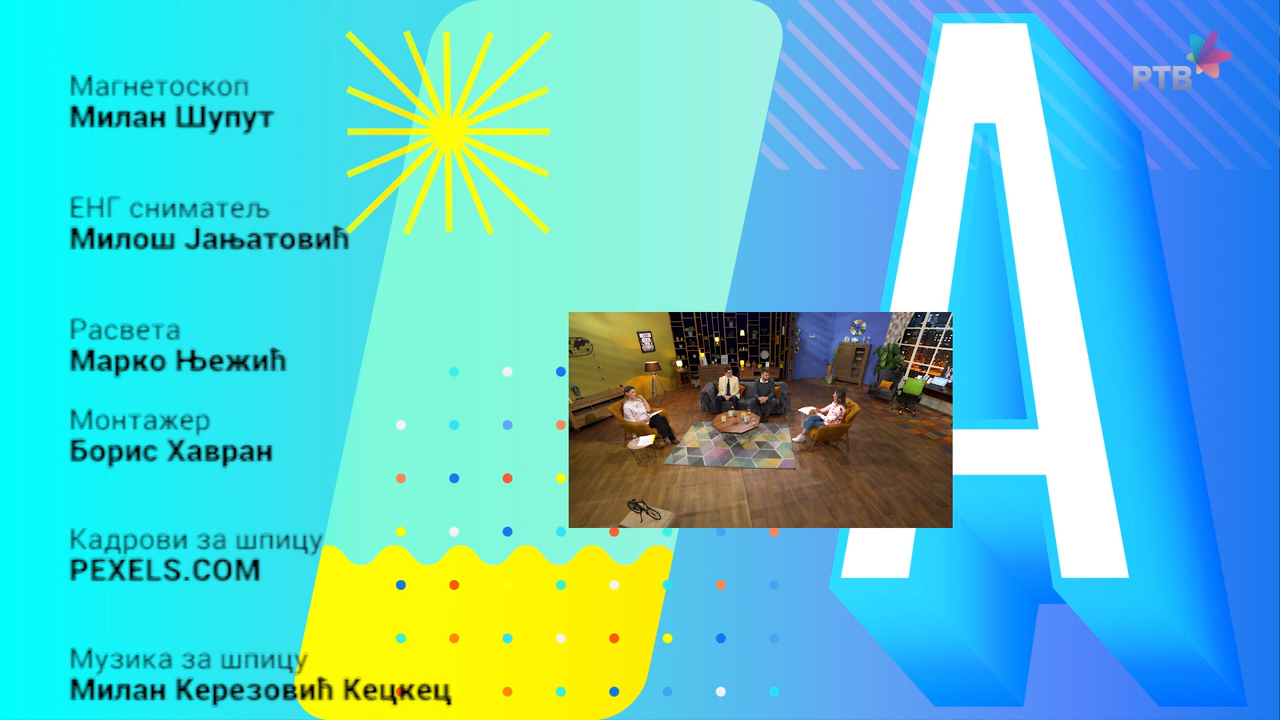 Магнетоскоп
Милан Шупут
ЕНГ сниматељ
Милош Јањатовић
Расвета
Марко Њежић
Монтажер
Борис Хавран
Кадрови за шпицу
PEXELS.COM
Музика за шпицу
Милан Керезовић Кецкец
А
РТВ